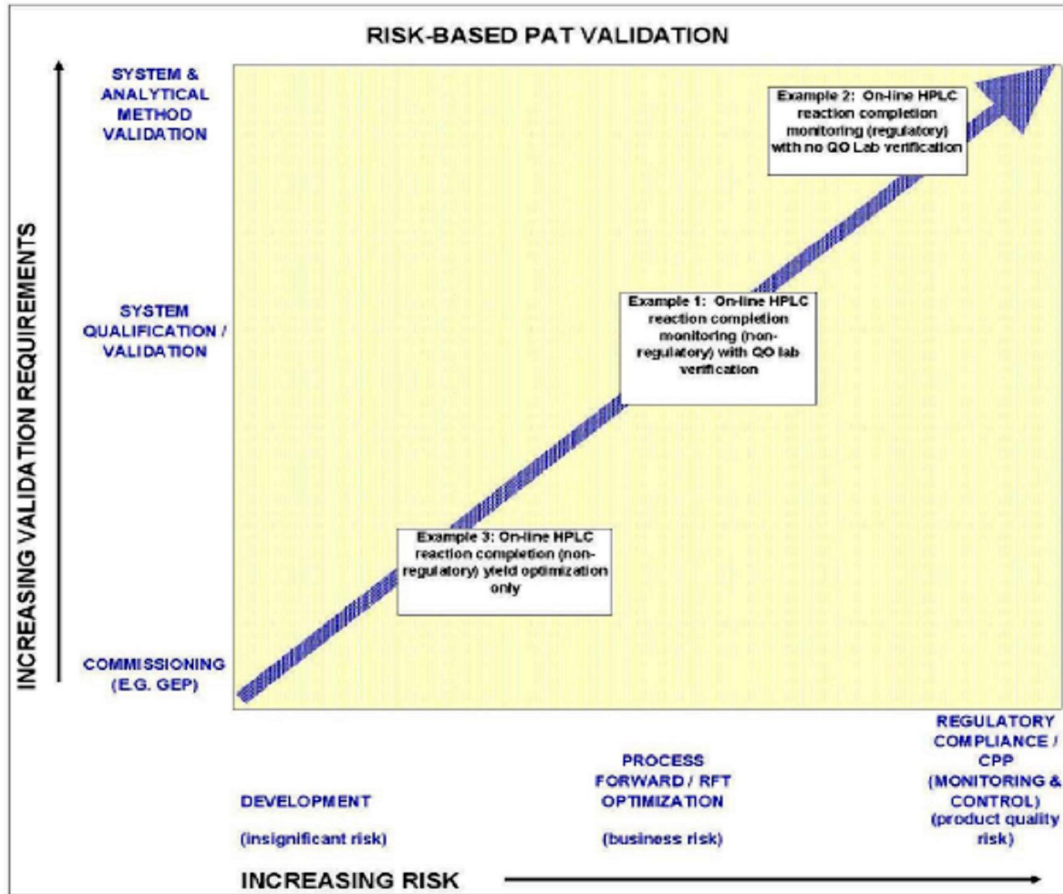 RISK-BASED PAT VALIDATION
INCREASING VALIDATION REQUIREMENTS
SYSTEM &
ANALYTICAL
METHOD
VALIDATION
Example 2: On-line HPLC
reaction completion
monitoring (regulatory)
with no QO Lab verification
SYSTEM
QUALIFICATION /
VALIDATION
Example 1: On-line HPLC
reaction completion
monitoring (non-
regulatory) with QO lab
verification
Example 3: On-line HPLC
reaction completion (non-
regulatory) yield optimization
only
COMMISSIONING
(E.G. GEP)
DEVELOPMENT
(insignificant risk)
PROCESS
FORWARD / RFT
OPTIMIZATION
(business risk)
REGULATORY
COMPLIANCE /
CPP
(MONITORING &
CONTROL)
(product quality
risk)
INCREASING RISK